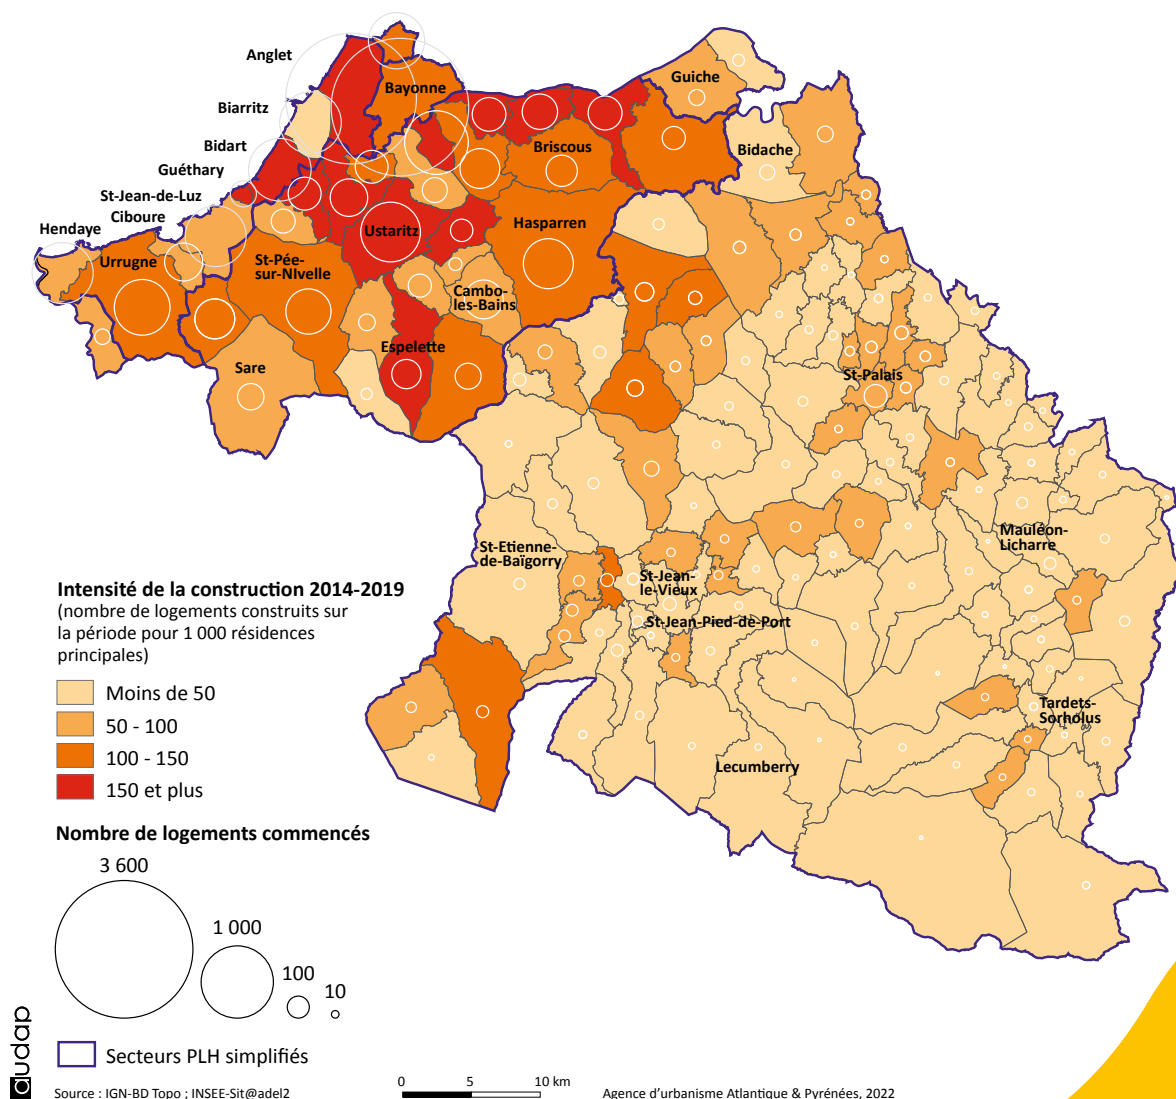 Anglet
Biarritz
Bidart
Guéthary
St-Jean-de-Luz
Ciboure
Hendaye
Urrugne
Bayonne
Guiche
Briscous
Bidache
Hasparren
Ustaritz
St-Pée-
sur-NIvelle
Cambo-
les-Bains
Espelette
Sare
St-Palais
Mauléon-
Licharre
St-Etienne-
de-Baïgorry
St-Jean-
le-Vieux
St-Jean-Pied-de-Port
Tardets-
Sorholus
Lecumberry
Intensité de la construction 2014-2019
(nombre de logements construits sur
la période pour 1 000 résidences
principales)
Moins de 50
50 - 100
100 - 150
150 et plus
Nombre de logements commencés
3 600
1 000
100
10
Secteurs PLH simplifiés
audap
Source : IGN-BD Topo ; INSEE-Sit@adel2
0 5 10 km
Agence d'urbanisme Atlantique & Pyrénées, 2022